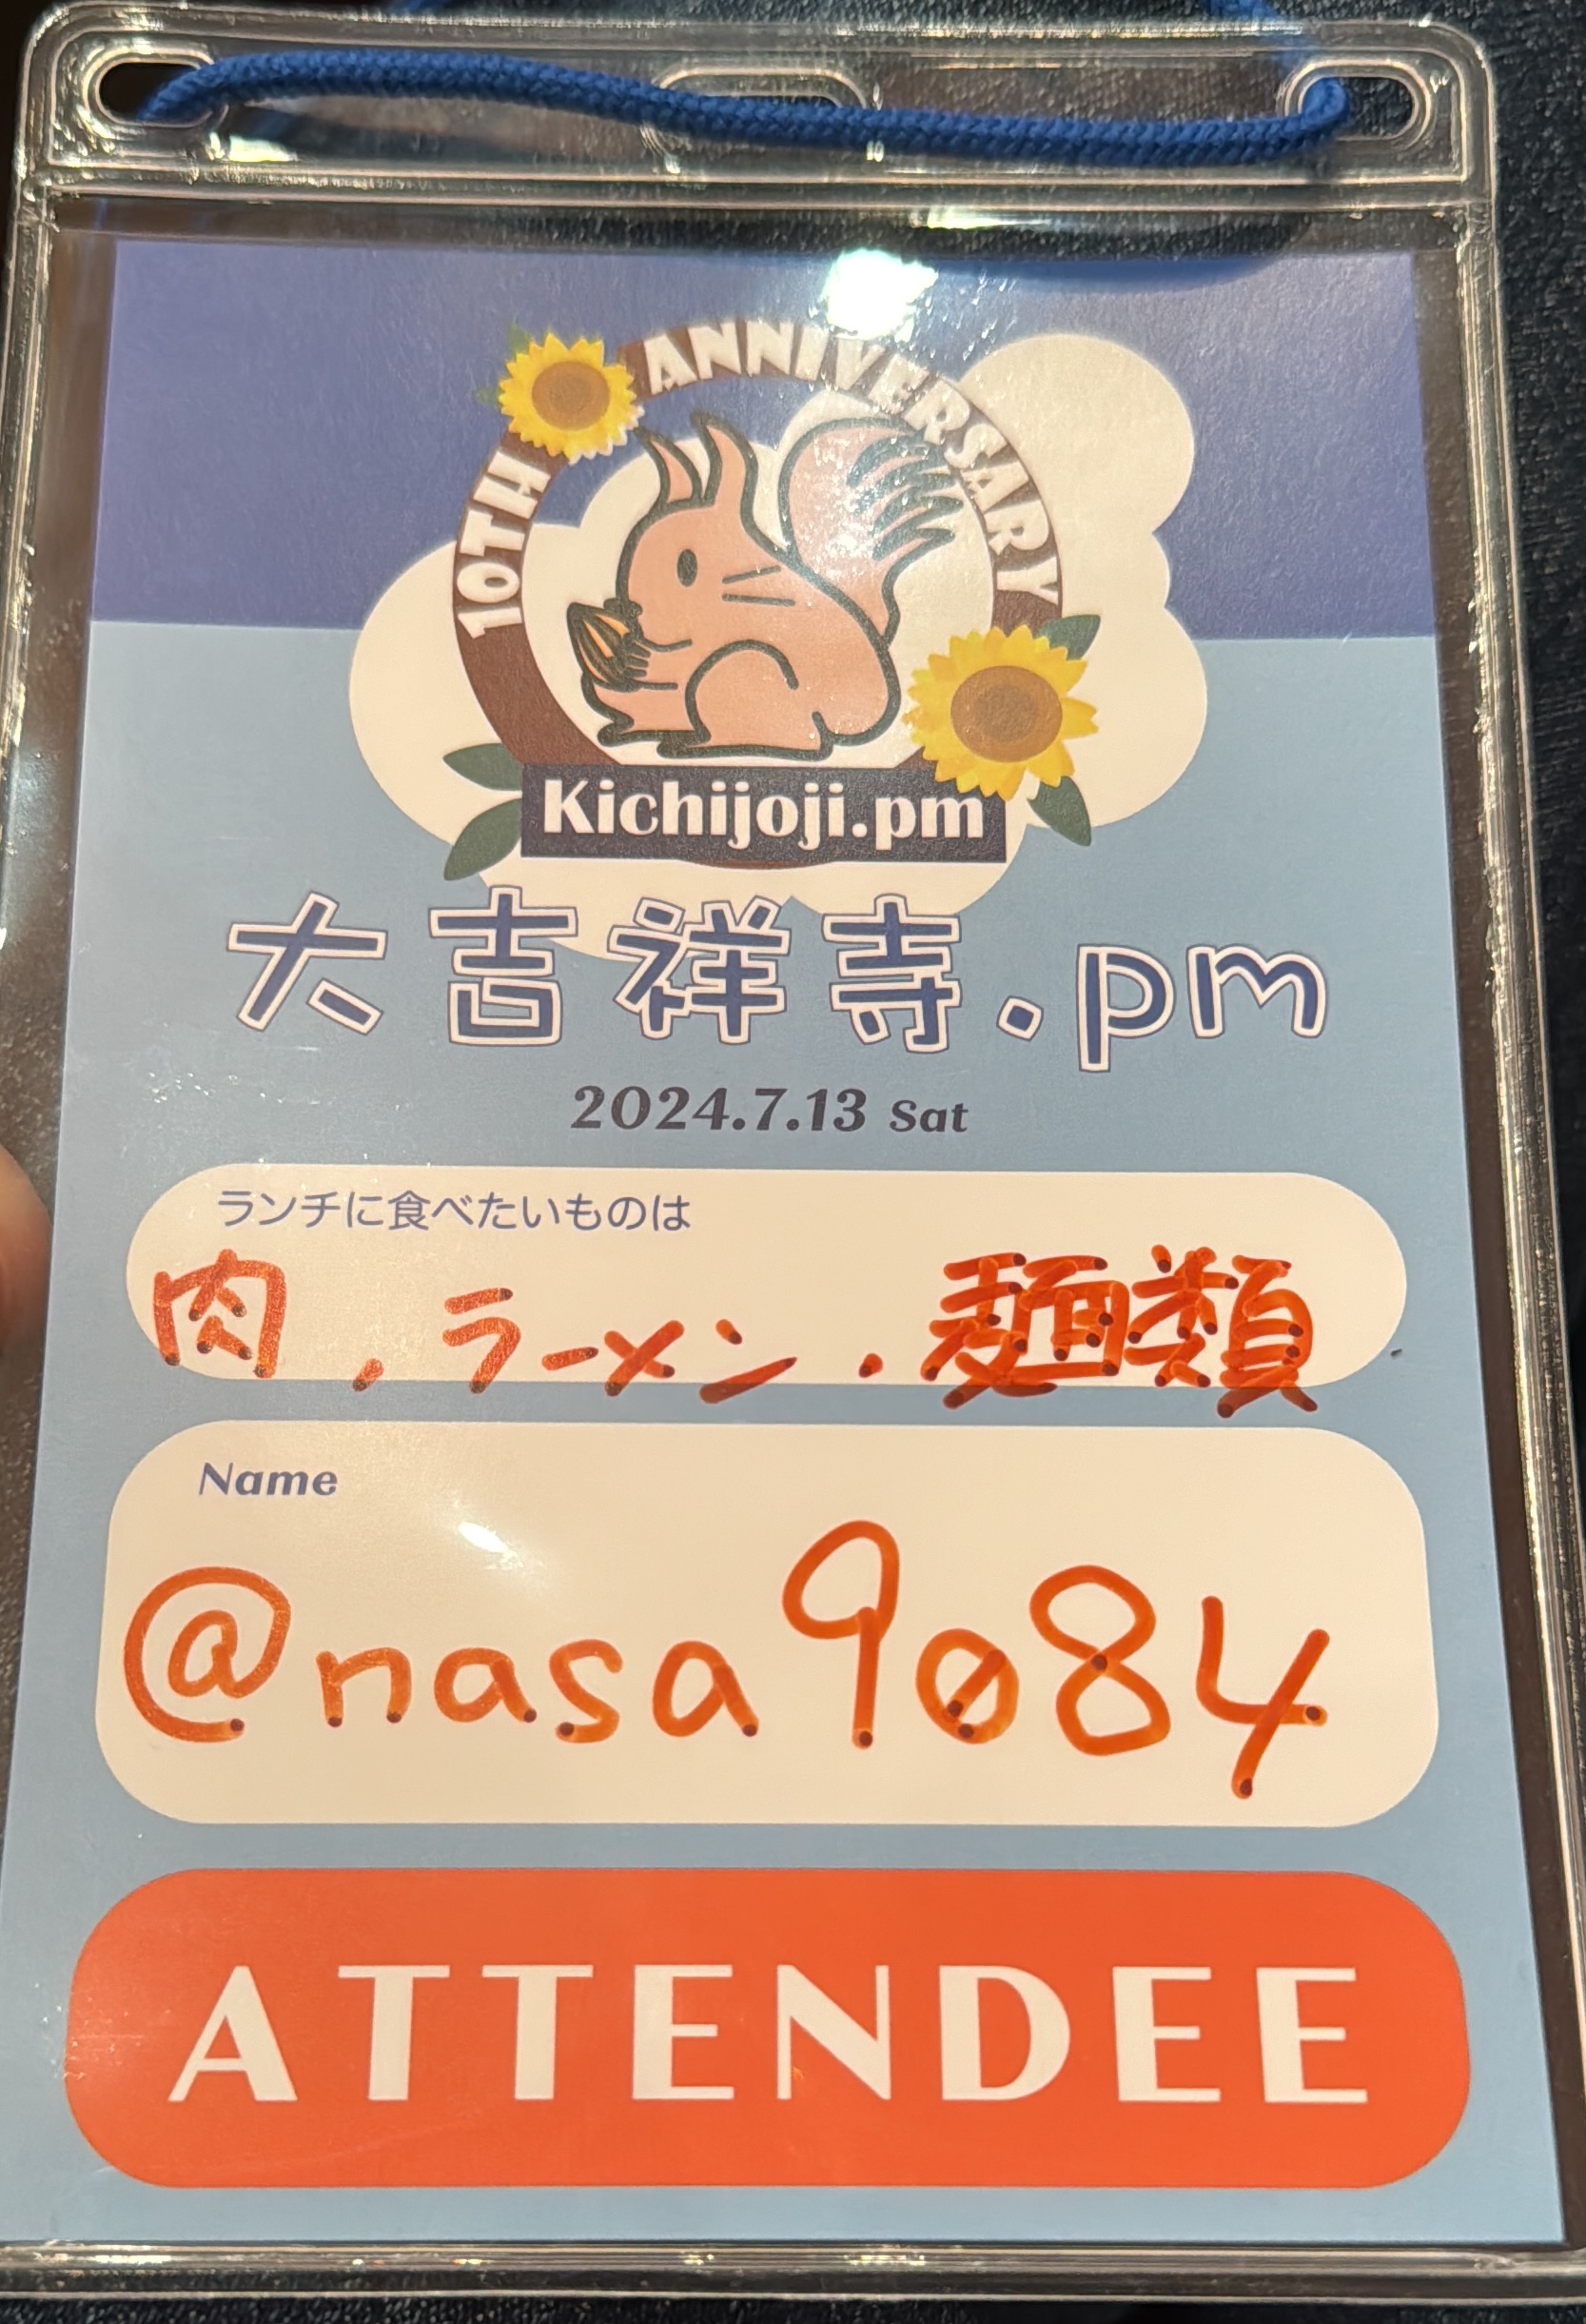 10TH ANNIVERSARY
Kichijoji.pm
大吉祥寺.pm
2024.7.13 Sat
ランチに食べたいものは
肉、ラーメン・麺類
Name
@nasa9084
ATTENDEE